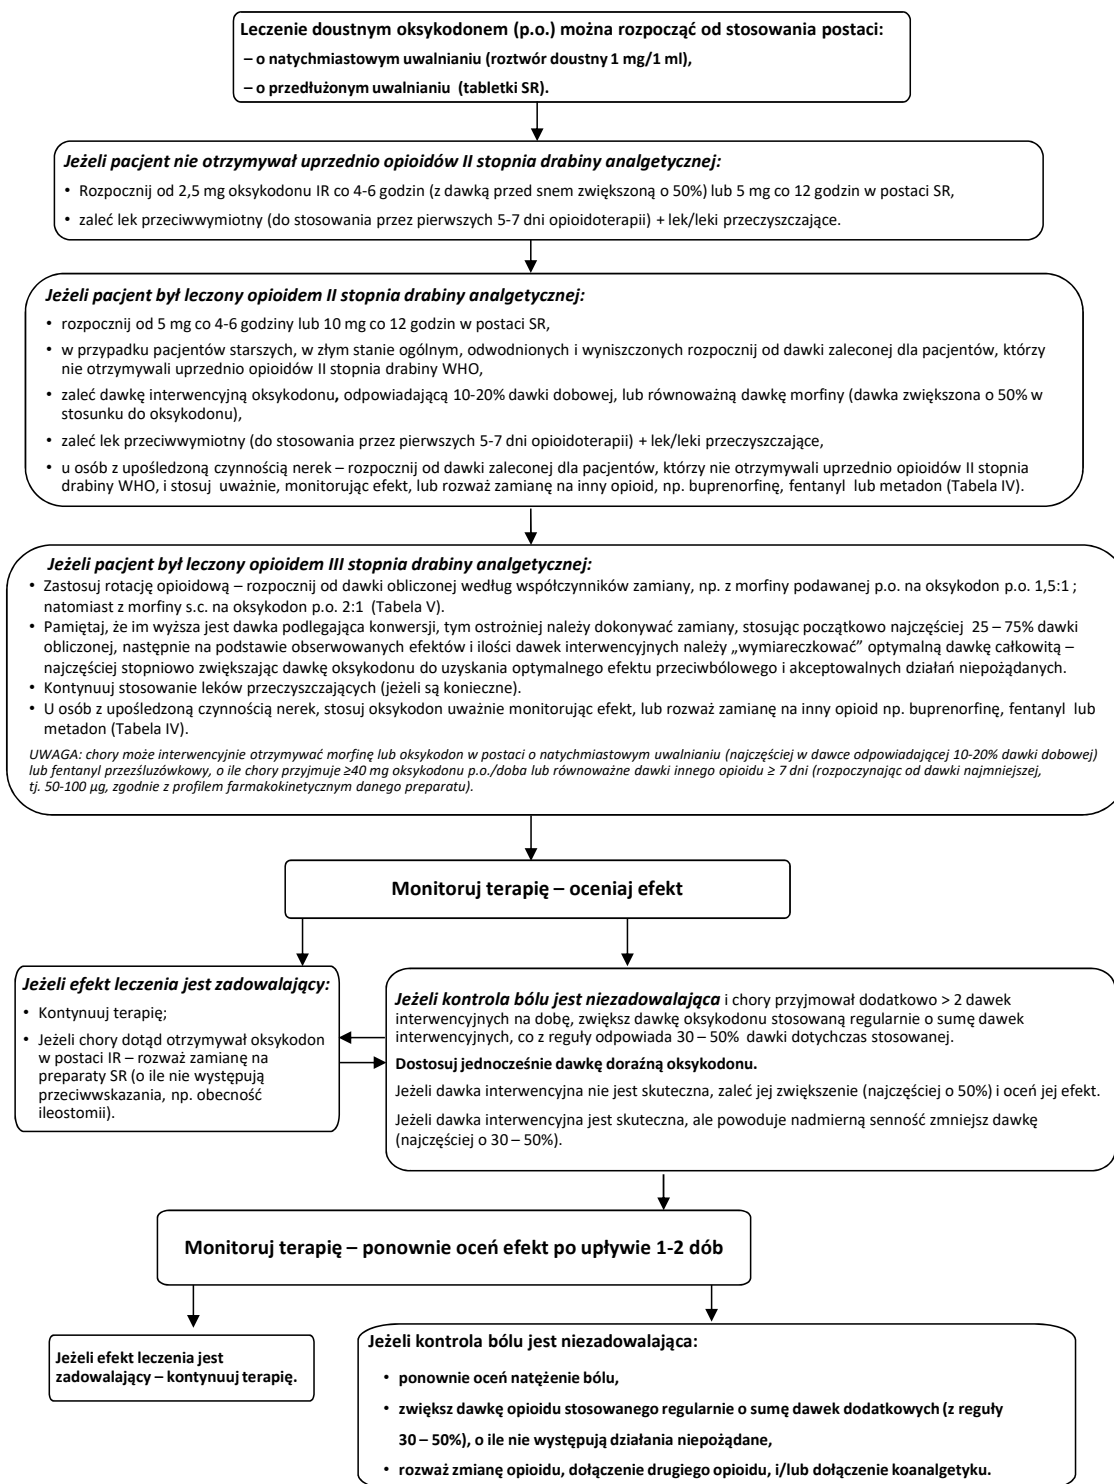 Leczenie doustnym oksykodonem (p.o.) można rozpocząć od stosowania postaci:
– o natychmiastowym uwalnianiu (roztwór doustny 1 mg/1 ml),
– o przedłużonym uwalnianiu (tabletki SR).
Jeżeli pacjent nie otrzymywał uprzednio opioidów II stopnia drabiny analgetycznej:
• Rozpocznij od 2,5 mg oksykodonu IR co 4-6 godzin (z dawką przed snem zwiększoną o 50%) lub 5 mg co 12 godzin w postaci SR,
• zaleć lek przeciwwymiotny (do stosowania przez pierwszych 5-7 dni opioidoterapii) + lek/leki przeczyszczające.
Jeżeli pacjent był leczony opioidem II stopnia drabiny analgetycznej:
• rozpocznij od 5 mg co 4-6 godziny lub 10 mg co 12 godzin w postaci SR,
• w przypadku pacjentów starszych, w złym stanie ogólnym, odwodnionych i wyniszczonych rozpocznij od dawki zaleconej dla pacjentów, którzy
nie otrzymywali uprzednio opioidów II stopnia drabiny WHO,
• zaleć dawkę interwencyjną oksykodonu, odpowiadającą 10-20% dawki dobowej, lub równoważną dawkę morfiny (dawka zwiększona o 50% w
stosunku do oksykodonu),
• zaleć lek przeciwwymiotny (do stosowania przez pierwszych 5-7 dni opioidoterapii) + lek/leki przeczyszczające,
• u osób z upośledzoną czynnością nerek – rozpocznij od dawki zaleconej dla pacjentów, którzy nie otrzymywali uprzednio opioidów II stopnia
drabiny WHO, i stosuj uważnie, monitorując efekt, lub rozważ zamianę na inny opioid, np. buprenorfinę, fentanyl lub metadon (Tabela IV).
Jeżeli pacjent był leczony opioidem III stopnia drabiny analgetycznej:
• Zastosuj rotację opioidową – rozpocznij od dawki obliczonej według współczynników zamiany, np. z morfiny podawanej p.o. na oksykodon p.o. 1,5:1 ;
natomiast z morfiny s.c. na oksykodon p.o. 2:1 (Tabela V).
• Pamiętaj, że im wyższa jest dawka podlegająca konwersji, tym ostrożniej należy dokonywać zamiany, stosując początkowo najczęściej 25 – 75% dawki
obliczonej, następnie na podstawie obserwowanych efektów i ilości dawek interwencyjnych należy „wymiareczkować” optymalną dawkę całkowitą –
najczęściej stopniowo zwiększając dawkę oksykodonu do uzyskania optymalnego efektu przeciwbólowego i akceptowalnych działań niepożądanych.
• Kontynuuj stosowanie leków przeczyszczających (jeżeli są konieczne).
• U osób z upośledzoną czynnością nerek, stosuj oksykodon uważnie monitorując efekt, lub rozważ zamianę na inny opioid np. buprenorfinę, fentanyl lub
metadon (Tabela IV).
UWAGA: chory może interwencyjnie otrzymywać morfinę lub oksykodon w postaci o natychmiastowym uwalnianiu (najczęściej w dawce odpowiadającej 10-20% dawki dobowej)
lub fentanyl przezśluzówkowy, o ile chory przyjmuje ≥40 mg oksykodonu p.o./doba lub równoważne dawki innego opioidu ≥ 7 dni (rozpoczynając od dawki najmniejszej,
tj. 50-100 µg, zgodnie z profilem farmakokinetycznym danego preparatu).
Monitoruj terapię – oceniaj efekt
Jeżeli efekt leczenia jest zadowalający:
• Kontynuuj terapię;
• Jeżeli chory dotąd otrzymywał oksykodon
w postaci IR – rozważ zamianę na
preparaty SR (o ile nie występują
przeciwwskazania, np. obecność
ileostomii).
Jeżeli kontrola bólu jest niezadowalająca i chory przyjmował dodatkowo > 2 dawek
interwencyjnych na dobę, zwiększ dawkę oksykodonu stosowaną regularnie o sumę dawek
interwencyjnych, co z reguły odpowiada 30 – 50% dawki dotychczas stosowanej.
Dostosuj jednocześnie dawkę doraźną oksykodonu.
Jeżeli dawka interwencyjna nie jest skuteczna, zaleć jej zwiększenie (najczęściej o 50%) i oceń jej efekt.
Jeżeli dawka interwencyjna jest skuteczna, ale powoduje nadmierną senność zmniejsz dawkę
(najczęściej o 30 – 50%).
Monitoruj terapię – ponownie oceń efekt po upływie 1-2 dób
Jeżeli efekt leczenia jest
zadowalający – kontynuuj terapię.
Jeżeli kontrola bólu jest niezadowalająca:
• ponownie oceń natężenie bólu,
• zwiększ dawkę opioidu stosowanego regularnie o sumę dawek dodatkowych (z reguły
30 – 50%), o ile nie występują działania niepożądane,
• rozważ zmianę opioidu, dołączenie drugiego opioidu, i/lub dołączenie koanalgetyku.